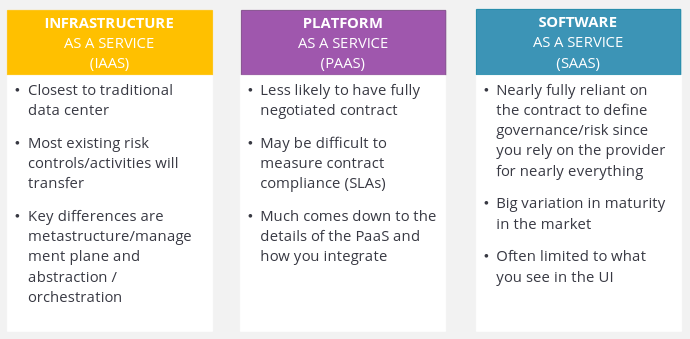 INFRASTRUCTURE
AS A SERVICE
(IAAS)
• Closest to traditional
data center
• Most existing risk
controls/activities will
transfer
• Key differences are
metastructure/manage
ment plane and
abstraction /
orchestration
PLATFORM
AS A SERVICE
(PAAS)
• Less likely to have fully
negotiated contract
• May be difficult to
measure contract
compliance (SLAs)
• Much comes down to the
details of the PaaS and
how you integrate
SOFTWARE
AS A SERVICE
(SAAS)
• Nearly fully reliant on
the contract to define
governance/risk since
you rely on the provider
for nearly everything
• Big variation in maturity
in the market
• Often limited to what
you see in the UI